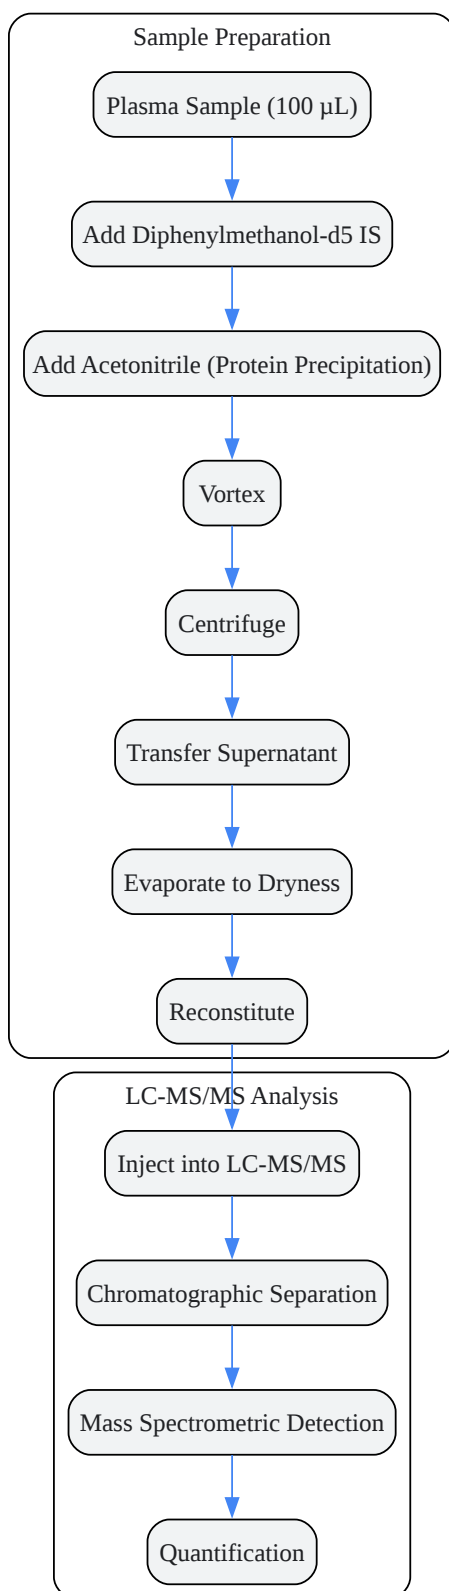 Sample Preparation
Plasma Sample (100 µL)
Add Diphenylmethanol-d5 IS
Add Acetonitrile (Protein Precipitation)
Vortex
Centrifuge
Transfer Supernatant
Evaporate to Dryness
Reconstitute
LC-MS/MS Analysis
Inject into LC-MS/MS
Chromatographic Separation
Mass Spectrometric Detection
Quantification